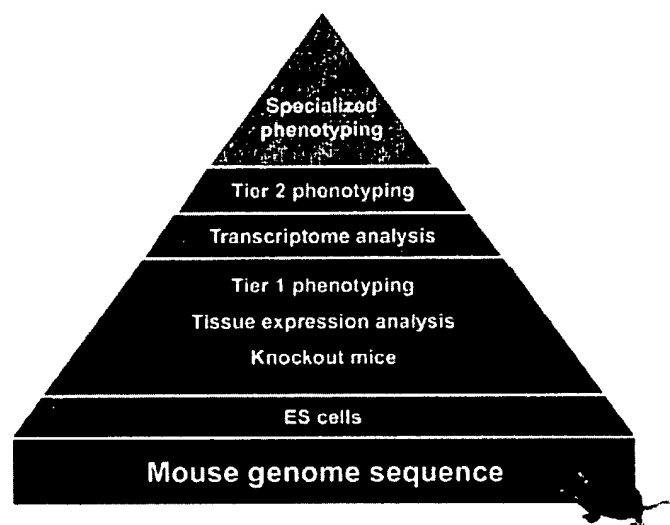 Specialized
phenotyping
Tier 2 phonotyping
Transcriptome analysis
Tier 1 phenotyping
Tissue expression analysis
Knockout mice
ES cells
Mouse genome sequence